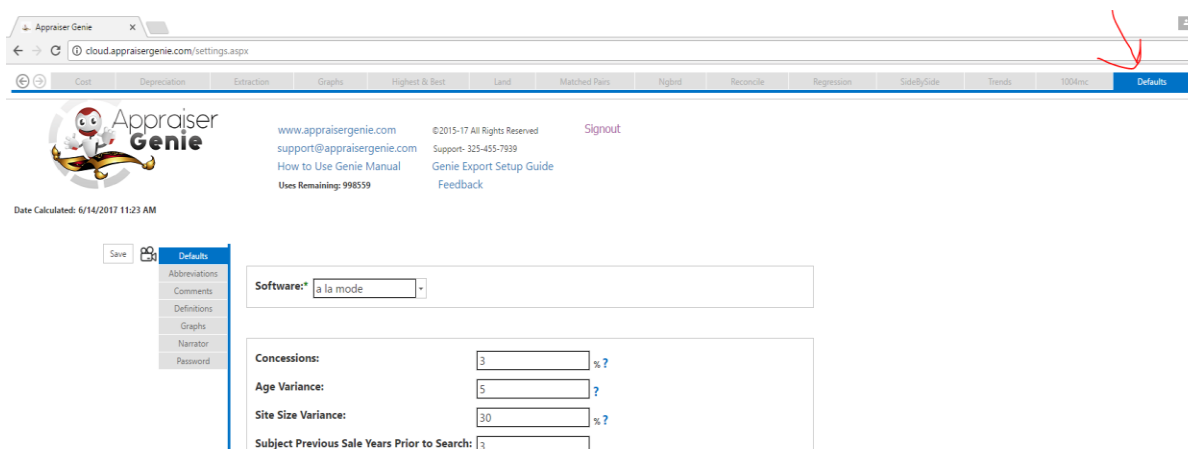 Appraiser Genie
cloud.appraisergenie.com/settings.aspx
Cost Depreciation Extraction Graphs Highest & Best Land Matched Pairs Ngbrd Reconcile Regression SideBySide Trends 1004mc Defaults
Appraiser
Genie
www.appraisergenie.com ©2015-17 All Rights Reserved Signout
support@appraisergenie.com Support- 325-455-7939
How to Use Genie Manual Genie Export Setup Guide
Uses Remaining: 998559 Feedback
Date Calculated: 6/14/2017 11:23 AM
Save Defaults
Abbreviations
Software:* a la mode
Comments
Definitions
Graphs
Narrator
Password
Concessions: 3 % ?
Age Variance: 5 ?
Site Size Variance: 30 % ?
Subject Previous Sale Years Prior to Search: 3